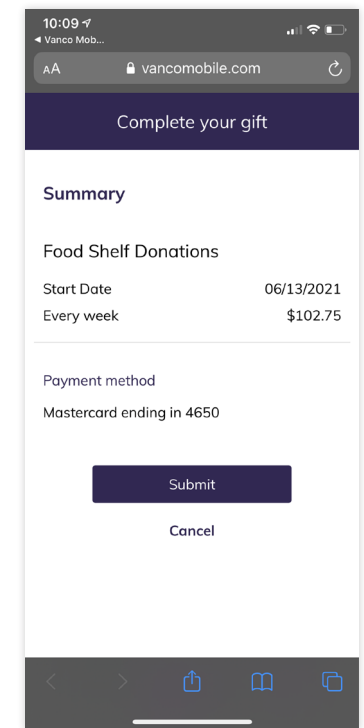 10:09
◀ Vanco Mob...
AA vancomobile.com
Complete your gift
Summary
Food Shelf Donations
Start Date 06/13/2021
Every week $102.75
Payment method
Mastercard ending in 4650
Submit
Cancel